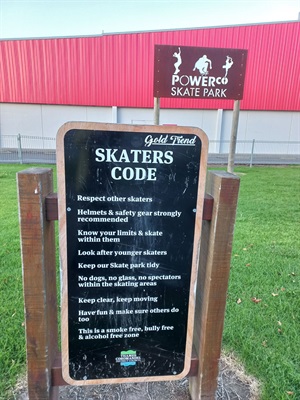 POWERCO
SKATE PARK
Gold Trend
SKATERS
CODE
Respect other skaters
Helmets & safety gear strongly
recommended
Know your limits & skate
within them
Look after younger skaters
Keep our Skate park tidy
No dogs, no glass, no spectators
within the skating areas
Keep clear, keep moving
Have fun & make sure others do
too
This is a smoke free, bully free
& alcohol free zone